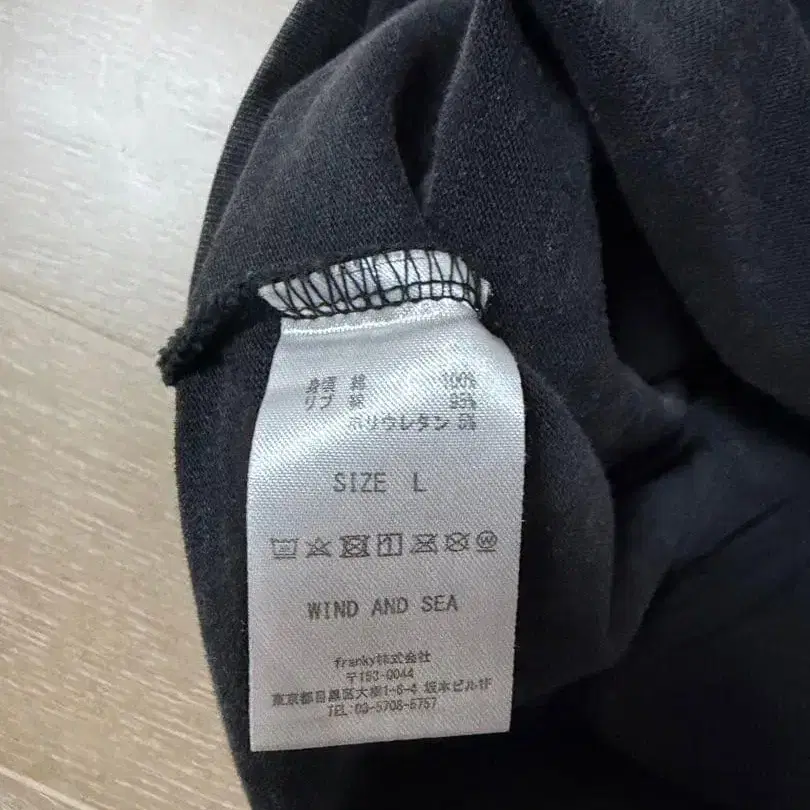 身頃 綿 100%
リブ 綿 95%
ポリウレタン 5%
SIZE L
WIND AND SEA
franky株式会社
〒153-0044
東京都目黒区大橋1-6-4 坂本ビル1F
TEL:03-5708-5757